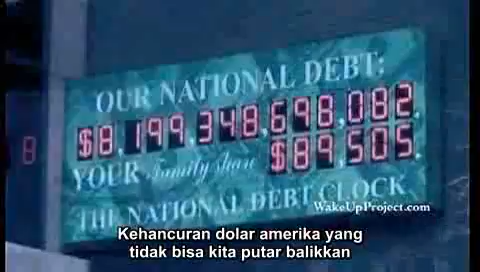 OUR NATIONAL DEBT:
$8,199,348,698,082.
YOUR Family share $89,505.
THE NATIONAL DEBT CLOCK
WakeUpProject.com
Kehancuran dolar amerika yang
tidak bisa kita putar balikkan